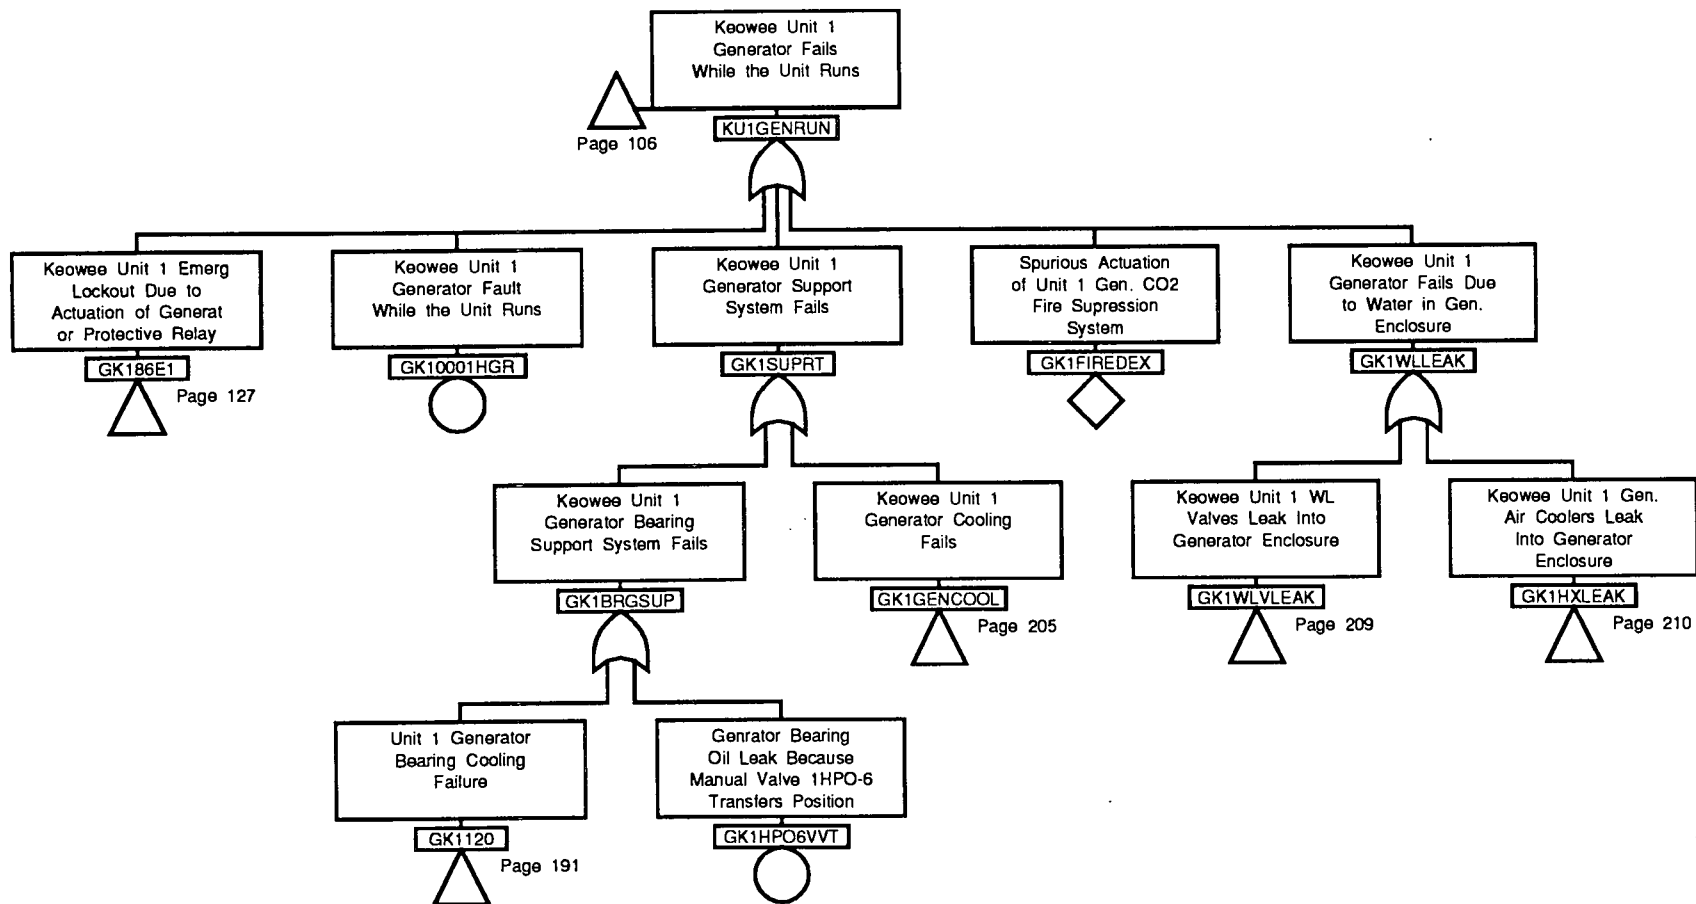 Keowee Unit 1
Generator Fails
While the Unit Runs
KU1GENRUN
Page 106
Keowee Unit 1 Emerg
Lockout Due to
Actuation of Generat
or Protective Relay
GK186E1
Page 127
Keowee Unit 1
Generator Fault
While the Unit Runs
GK10001HGR
Keowee Unit 1
Generator Support
System Fails
GK1SUPRT
Spurious Actuation
of Unit 1 Gen. CO2
Fire Supression
System
GK1FIREDEX
Keowee Unit 1
Generator Fails Due
to Water in Gen.
Enclosure
GK1WLLEAK
Keowee Unit 1
Generator Bearing
Support System Fails
GK1BRGSUP
Keowee Unit 1
Generator Cooling
Fails
GK1GENCOOL
Page 205
Keowee Unit 1 WL
Valves Leak Into
Generator Enclosure
GK1WLVLEAK
Page 209
Keowee Unit 1 Gen.
Air Coolers Leak
Into Generator
Enclosure
GK1HXLEAK
Page 210
Unit 1 Generator
Bearing Cooling
Failure
GK1120
Page 191
Genrator Bearing
Oil Leak Because
Manual Valve 1HPO-6
Transfers Position
GK1HPO6VVT